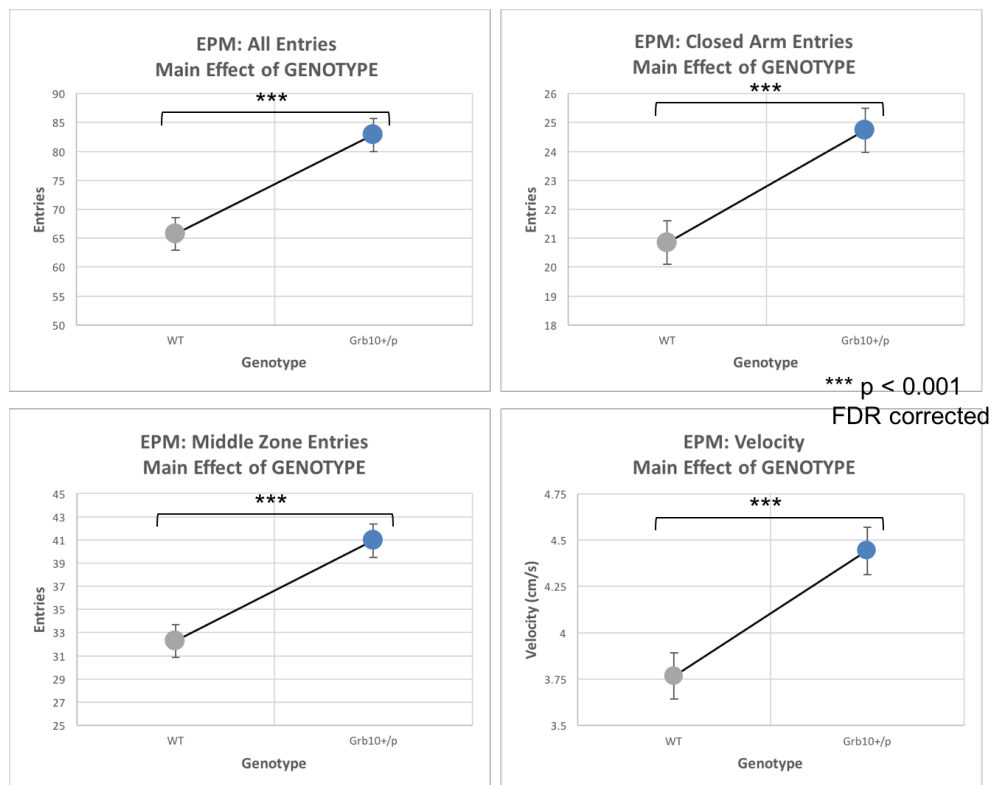 EPM: All Entries
Main Effect of GENOTYPE
***
90
85
80
75
70
65
60
55
50
Entries
WT
Grb10+/p
Genotype
EPM: Closed Arm Entries
Main Effect of GENOTYPE
***
26
25
24
23
22
21
20
19
18
Entries
WT
Grb10+/p
Genotype
*** p < 0.001
FDR corrected
EPM: Middle Zone Entries
Main Effect of GENOTYPE
***
45
43
41
39
37
35
33
31
29
27
25
Entries
WT
Grb10+/p
Genotype
EPM: Velocity
Main Effect of GENOTYPE
***
4.75
4.5
4.25
4
3.75
3.5
Velocity (cm/s)
WT
Grb10+/p
Genotype